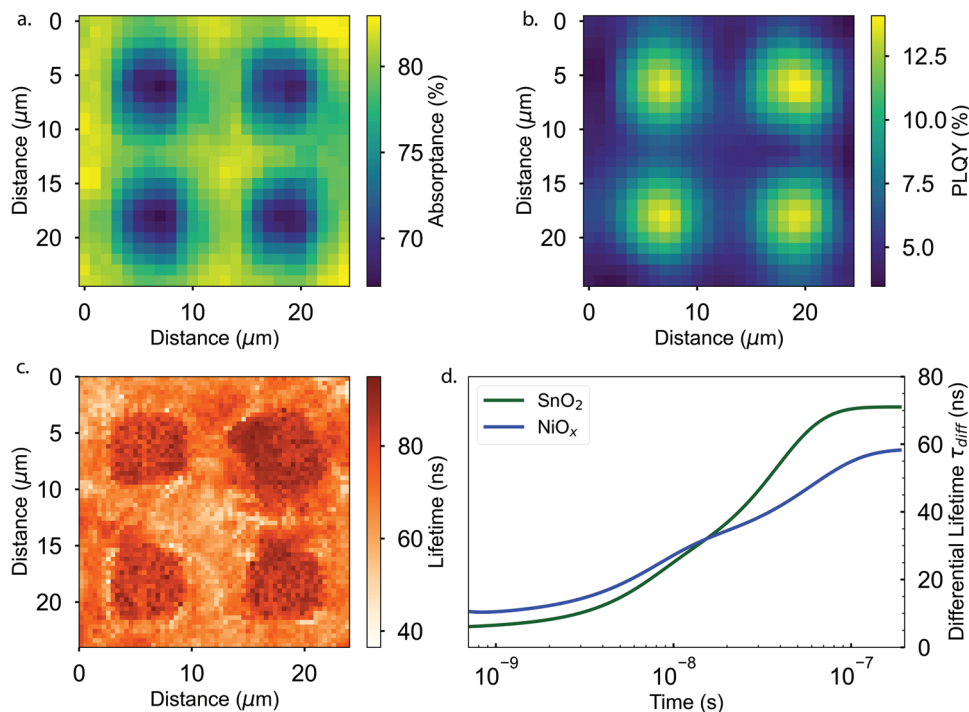 a.
0
5
10
15
20
Distance (µm)
0
10
20
Distance (µm)
80
75
70
Absorptance (%)
b.
0
5
10
15
20
Distance (µm)
0
10
20
Distance (µm)
12.5
10.0
7.5
5.0
PLQY (%)
c.
0
5
10
15
20
Distance (µm)
0
10
20
Distance (µm)
80
60
40
Lifetime (ns)
d.
SnO₂
NiOₓ
10⁻⁹
10⁻⁸
10⁻⁷
Time (s)
80
60
40
20
0
Differential Lifetime τ_diff (ns)